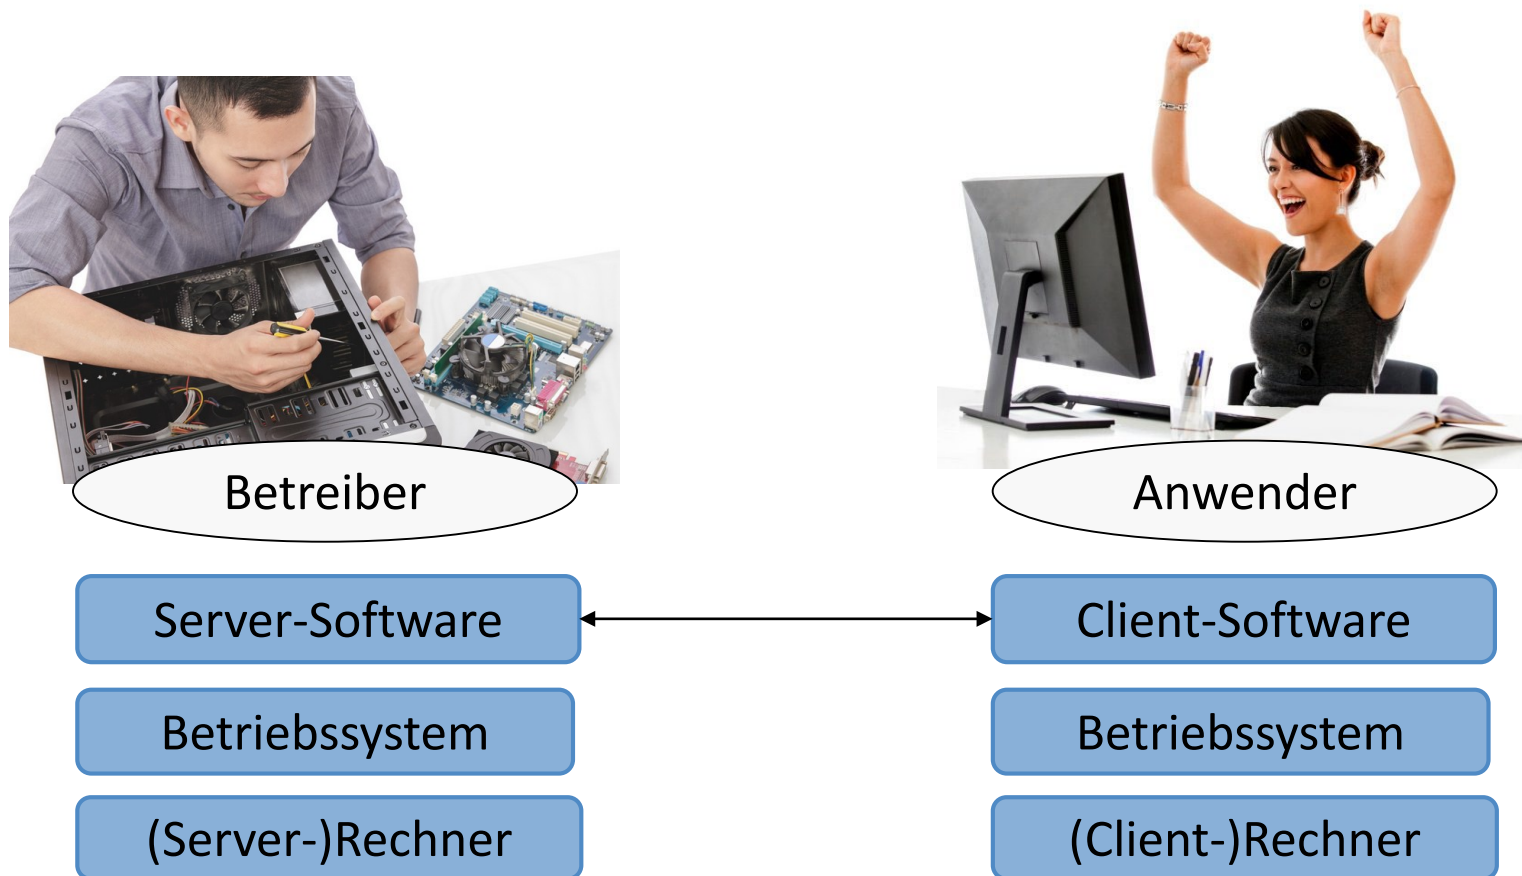 Betreiber
Anwender
Server-Software
Client-Software
Betriebssystem
Betriebssystem
(Server-)Rechner
(Client-)Rechner